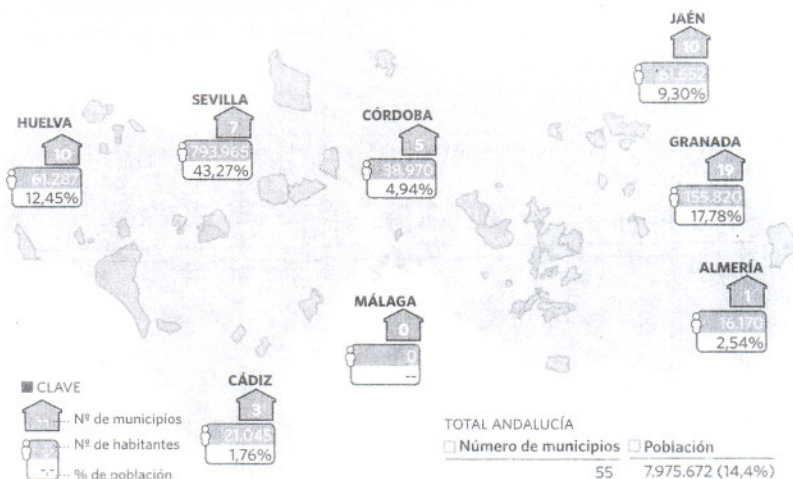 JAÉN
10
61.652
9,30%
SEVILLA
7
793.965
43,27%
CÓRDOBA
5
38.970
4,94%
HUELVA
10
61.287
12,45%
GRANADA
19
155.820
17,78%
ALMERÍA
1
16.170
2,54%
MÁLAGA
0
0
--
CÁDIZ
3
21.045
1,76%
CLAVE
Nº de municipios
Nº de habitantes
% de población
TOTAL ANDALUCÍA
Número de municipios Población
55 7.975.672 (14,4%)